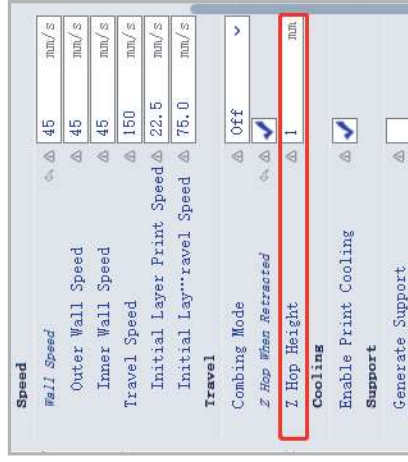 Speed
Wall Speed 45 mm/s
Outer Wall Speed 45 mm/s
Inner Wall Speed 45 mm/s
Travel Speed 150 mm/s
Initial Layer Print Speed 22.5 mm/s
Initial Lay···ravel Speed 75.0 mm/s
Travel
Combing Mode Off
Z Hop When Retracted
Z Hop Height 1 mm
Cooling
Enable Print Cooling
Support
Generate Support